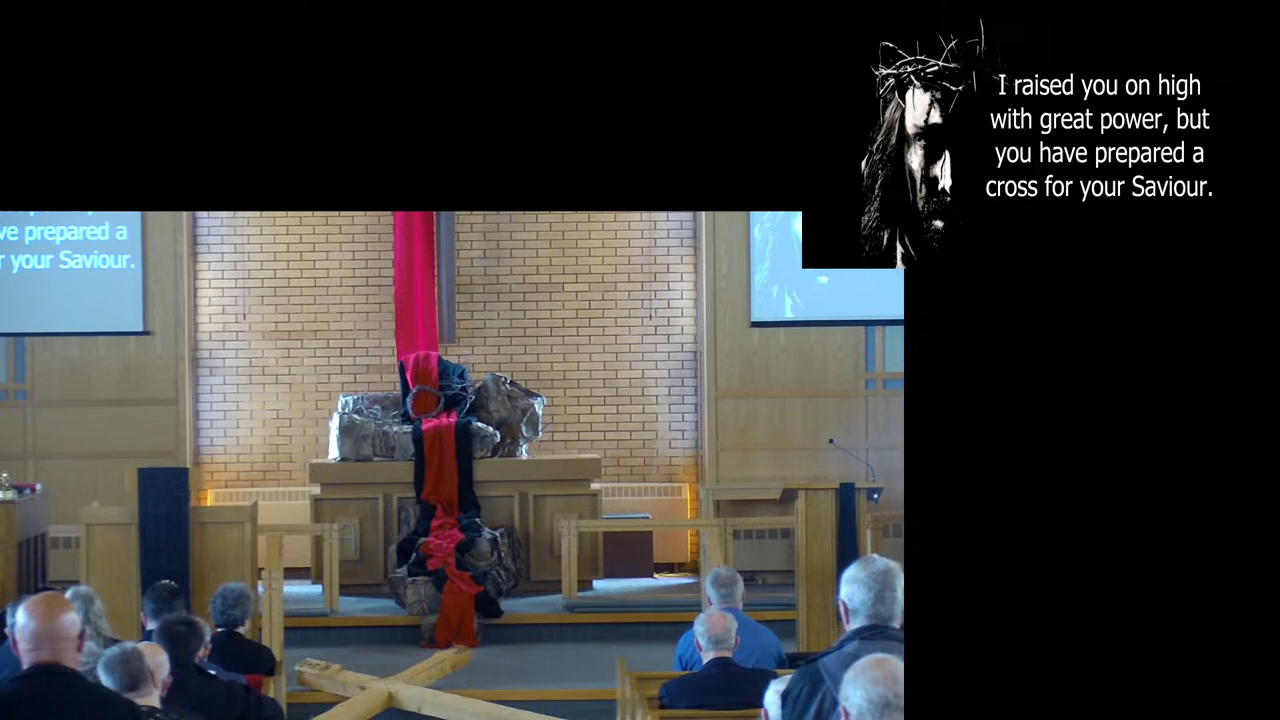 I raised you on high
with great power, but
you have prepared a
cross for your Saviour.
ve prepared a
r your Saviour.